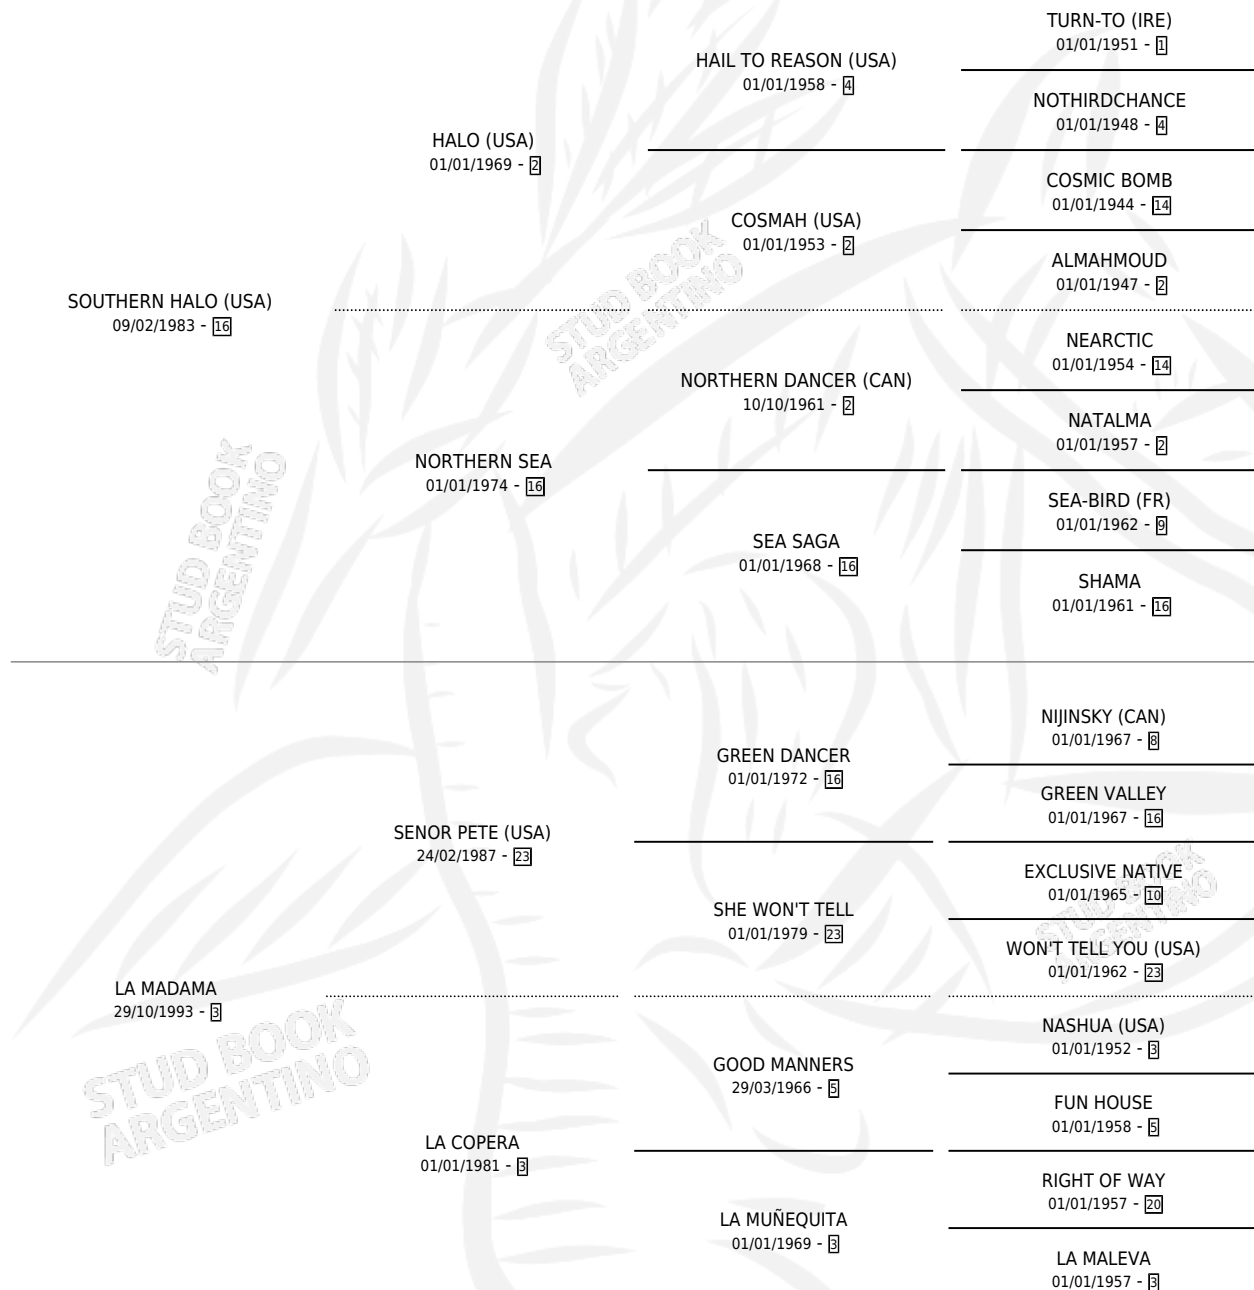 TURN-TO (IRE)
01/01/1951 - 1
HAIL TO REASON (USA)
01/01/1958 - 4
NOTHIRDCHANCE
01/01/1948 - 4
HALO (USA)
01/01/1969 - 2
COSMIC BOMB
01/01/1944 - 14
COSMAH (USA)
01/01/1953 - 2
ALMAHMOUD
01/01/1947 - 2
SOUTHERN HALO (USA)
09/02/1983 - 16
NEARCTIC
01/01/1954 - 14
NORTHERN DANCER (CAN)
10/10/1961 - 2
NATALMA
01/01/1957 - 2
NORTHERN SEA
01/01/1974 - 16
SEA-BIRD (FR)
01/01/1962 - 9
SEA SAGA
01/01/1968 - 16
SHAMA
01/01/1961 - 16
NIJINSKY (CAN)
01/01/1967 - 8
GREEN DANCER
01/01/1972 - 16
GREEN VALLEY
01/01/1967 - 16
SENOR PETE (USA)
24/02/1987 - 23
EXCLUSIVE NATIVE
01/01/1965 - 10
SHE WON'T TELL
01/01/1979 - 23
WON'T TELL YOU (USA)
01/01/1962 - 23
LA MADAMA
29/10/1993 - 3
NASHUA (USA)
01/01/1952 - 3
GOOD MANNERS
29/03/1966 - 5
FUN HOUSE
01/01/1958 - 5
LA COPERA
01/01/1981 - 3
RIGHT OF WAY
01/01/1957 - 20
LA MUÑEQUITA
01/01/1969 - 3
LA MALEVA
01/01/1957 - 3
STUD BOOK
ARGENTINO
STUD BOOK
ARGENTINO
STUD BOOK
ARGENTINO
STUD BOOK
ARGENTINO